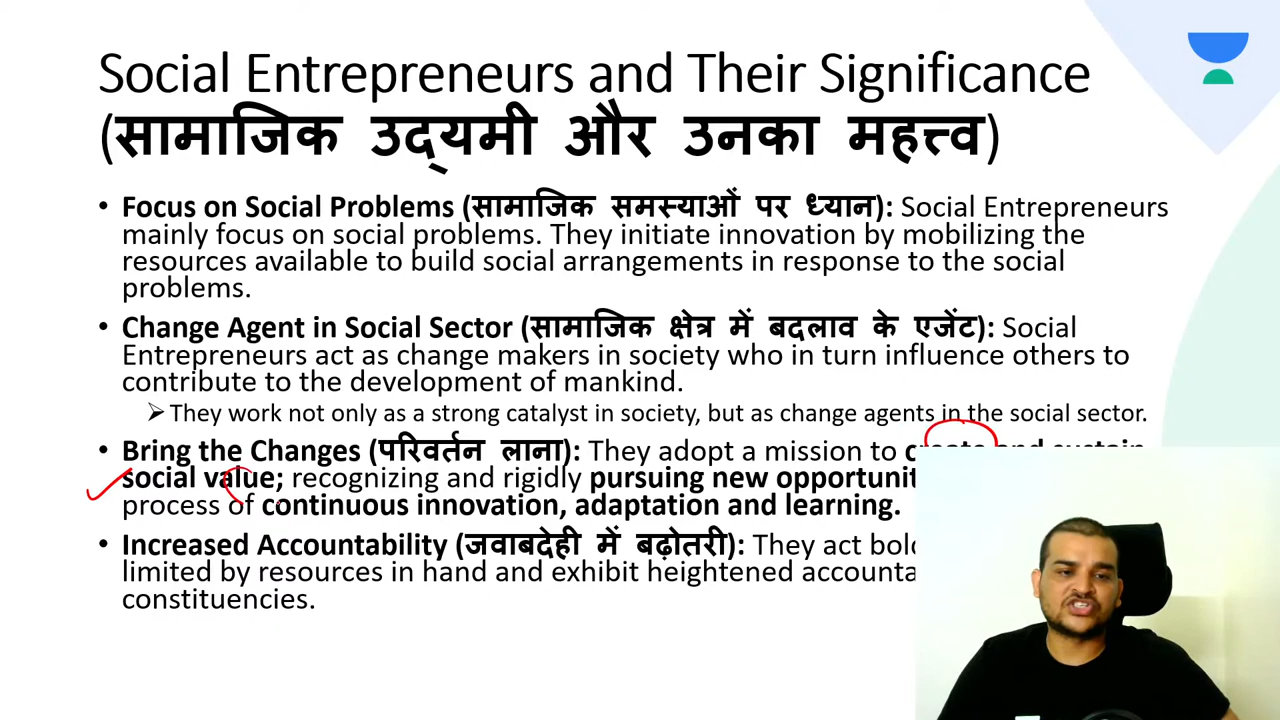 Social Entrepreneurs and Their Significance
(सामाजिक उद्यमी और उनका महत्त्व)
• Focus on Social Problems (सामाजिक समस्याओं पर ध्यान): Social Entrepreneurs
mainly focus on social problems. They initiate innovation by mobilizing the
resources available to build social arrangements in response to the social
problems.
• Change Agent in Social Sector (सामाजिक क्षेत्र में बदलाव के एजेंट): Social
Entrepreneurs act as change makers in society who in turn influence others to
contribute to the development of mankind.
➢ They work not only as a strong catalyst in society, but as change agents in the social sector.
• Bring the Changes (परिवर्तन लाना): They adopt a mission to create and sustain
social value; recognizing and rigidly pursuing new
process of continuous innovation, adaptation and learning.
• Increased Accountability (जवाबदेही में बढ़ोतरी): They act
limited by resources in hand and exhibit heightened
constituencies.